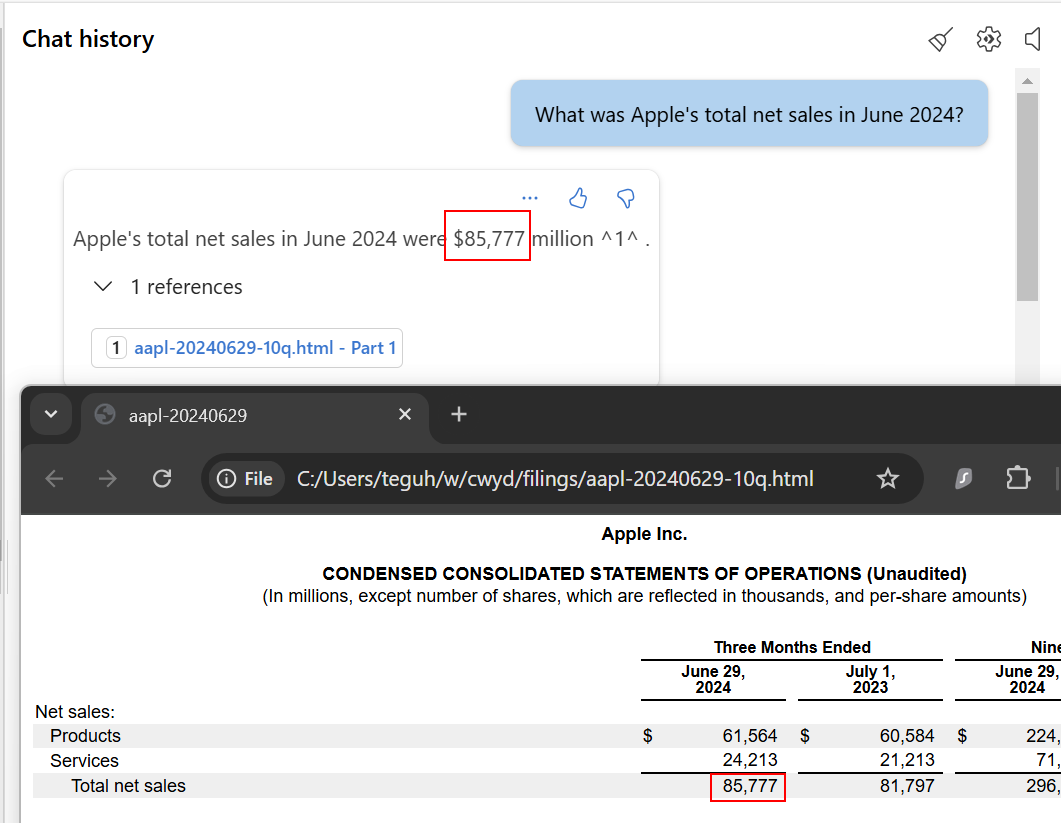 Chat history
What was Apple's total net sales in June 2024?
Apple's total net sales in June 2024 were $85,777 million ^1^ .
1 references
1 aapl-20240629-10q.html - Part 1
aapl-20240629
File C:/Users/teguh/w/cwyd/filings/aapl-20240629-10q.html
Apple Inc.
CONDENSED CONSOLIDATED STATEMENTS OF OPERATIONS (Unaudited)
(In millions, except number of shares, which are reflected in thousands, and per-share amounts)
Three Months Ended Nine
June 29, July 1, June 29,
2024 2023 2024
Net sales:
Products $ 61,564 $ 60,584 $ 224,
Services 24,213 21,213 71,
Total net sales 85,777 81,797 296,